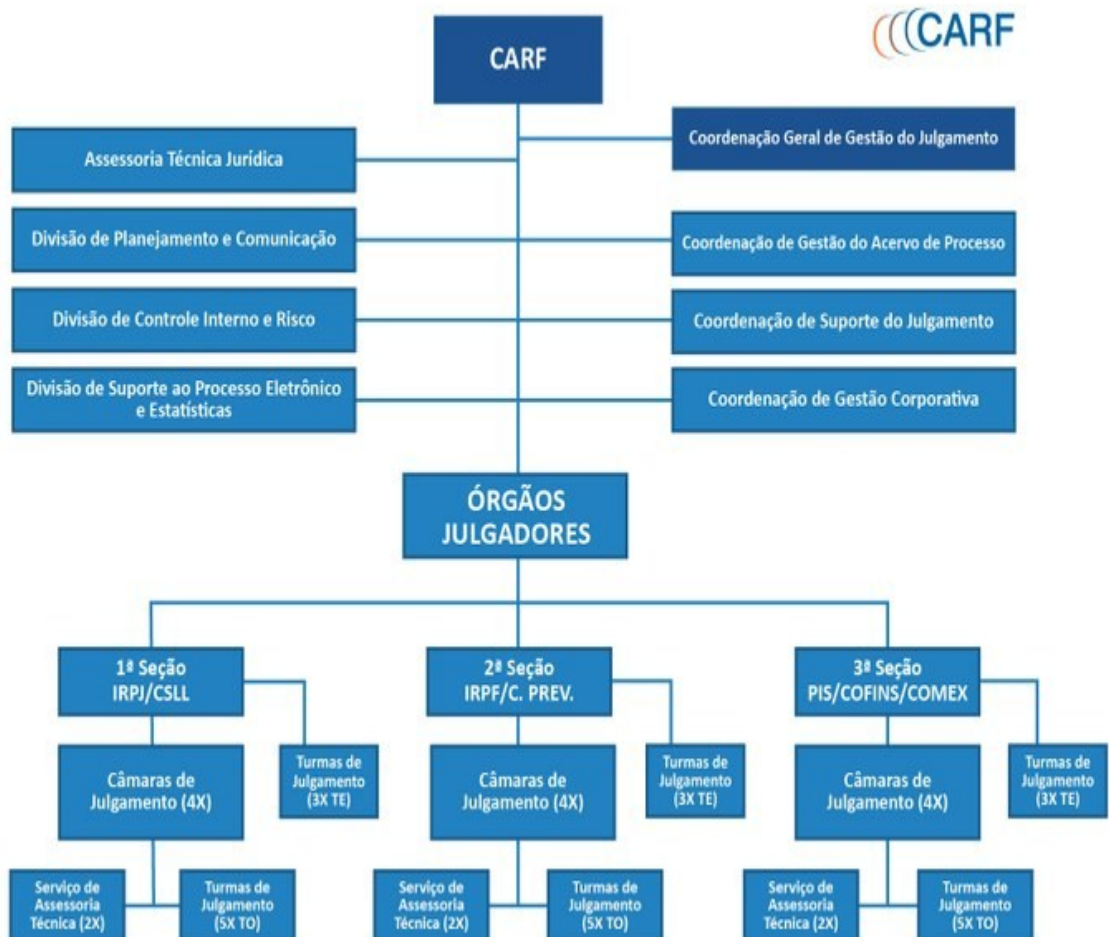 CARF
CARF
Coordenação Geral de Gestão do Julgamento
Assessoria Técnica Jurídica
Divisão de Planejamento e Comunicação
Coordenação de Gestão do Acervo de Processo
Divisão de Controle Interno e Risco
Coordenação de Suporte do Julgamento
Divisão de Suporte ao Processo Eletrônico
e Estatísticas
Coordenação de Gestão Corporativa
ÓRGÃOS
JULGADORES
1ª Seção
IRPJ/CSLL
2ª Seção
IRPF/C. PREV.
3ª Seção
PIS/COFINS/COMEX
Câmaras de
Julgamento (4X)
Turmas de
Julgamento
(3X TE)
Câmaras de
Julgamento (4X)
Turmas de
Julgamento
(3X TE)
Câmaras de
Julgamento (4X)
Turmas de
Julgamento
(3X TE)
Serviço de
Assessoria
Técnica (2X)
Turmas de
Julgamento
(5X TO)
Serviço de
Assessoria
Técnica (2X)
Turmas de
Julgamento
(5X TO)
Serviço de
Assessoria
Técnica (2X)
Turmas de
Julgamento
(5X TO)